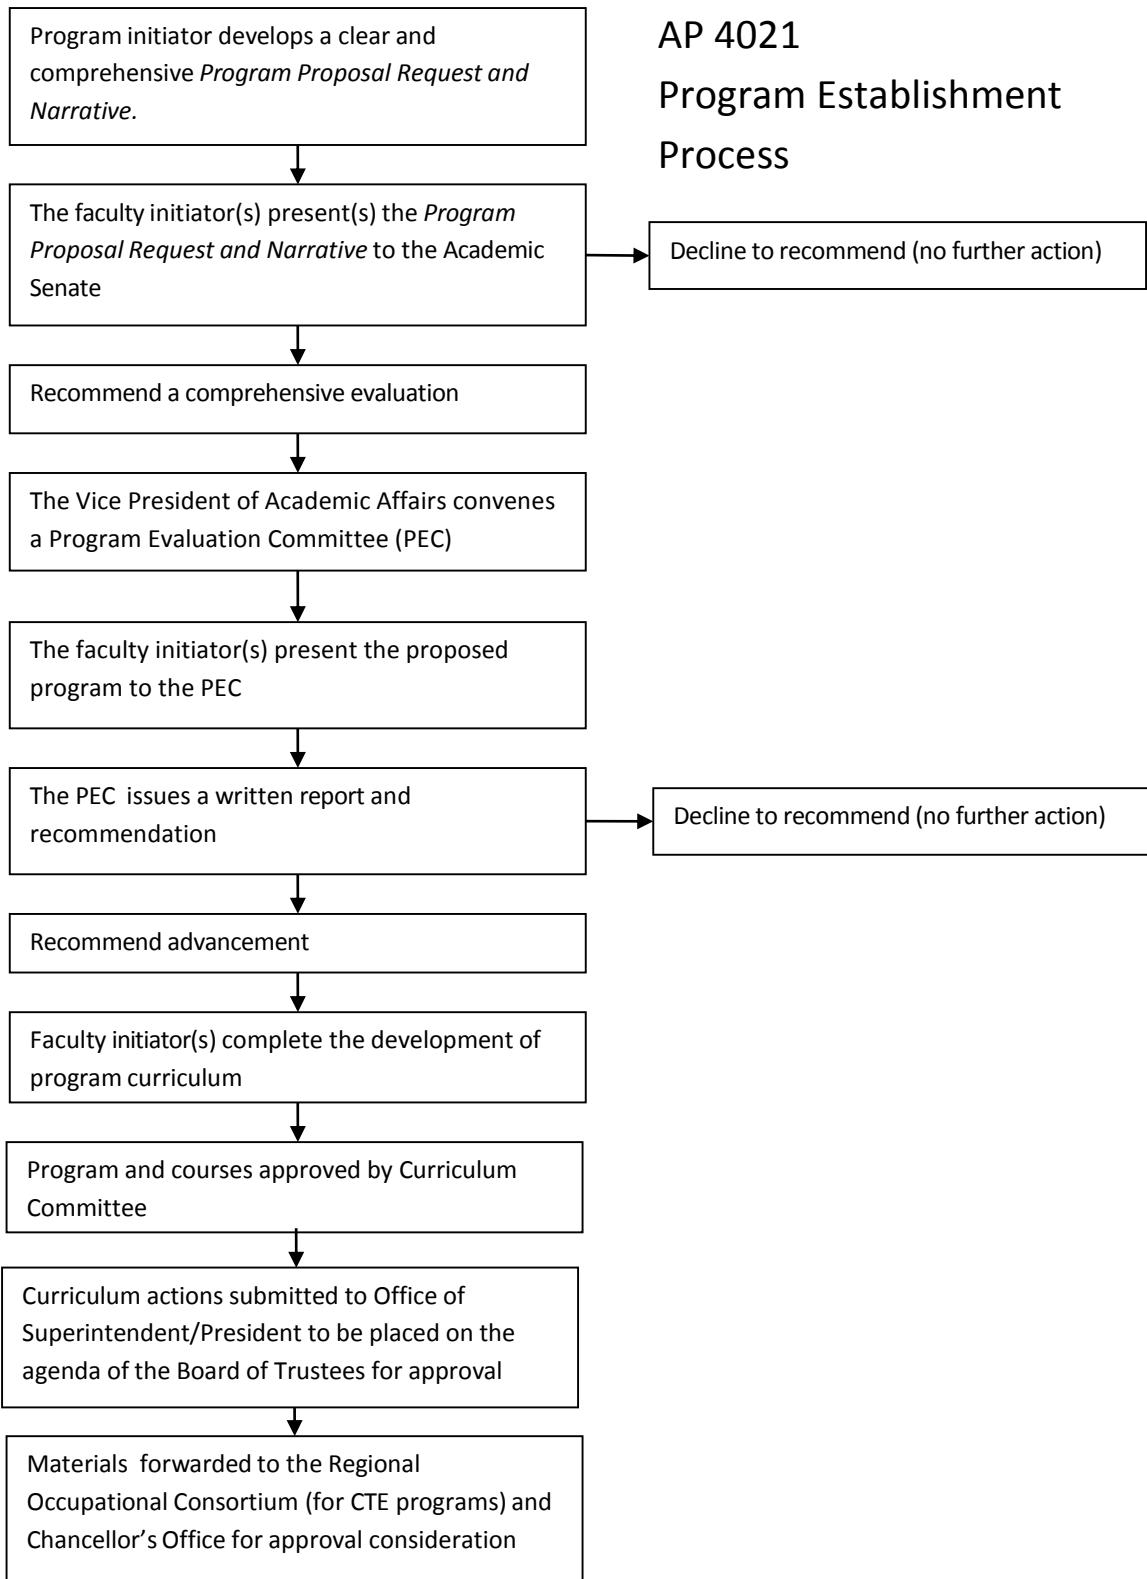 AP 4021
Program Establishment
Process
Program initiator develops a clear and
comprehensive Program Proposal Request and
Narrative.
The faculty initiator(s) present(s) the Program
Proposal Request and Narrative to the Academic
Senate
Decline to recommend (no further action)
Recommend a comprehensive evaluation
The Vice President of Academic Affairs convenes
a Program Evaluation Committee (PEC)
The faculty initiator(s) present the proposed
program to the PEC
The PEC  issues a written report and
recommendation
Decline to recommend (no further action)
Recommend advancement
Faculty initiator(s) complete the development of
program curriculum
Program and courses approved by Curriculum
Committee
Curriculum actions submitted to Office of
Superintendent/President to be placed on the
agenda of the Board of Trustees for approval
Materials  forwarded to the Regional
Occupational Consortium (for CTE programs) and
Chancellor’s Office for approval consideration